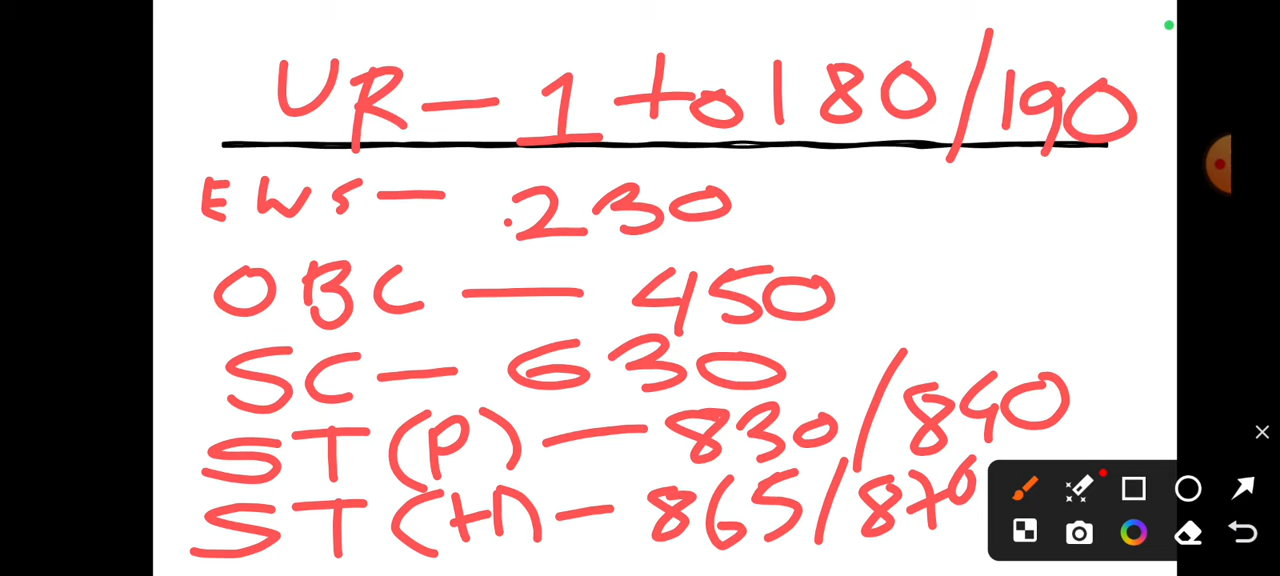 UR - 1 to 180/190
EWS - 230
OBC - 450
SC - 630
ST(P) - 830/840
ST(H) - 865/870